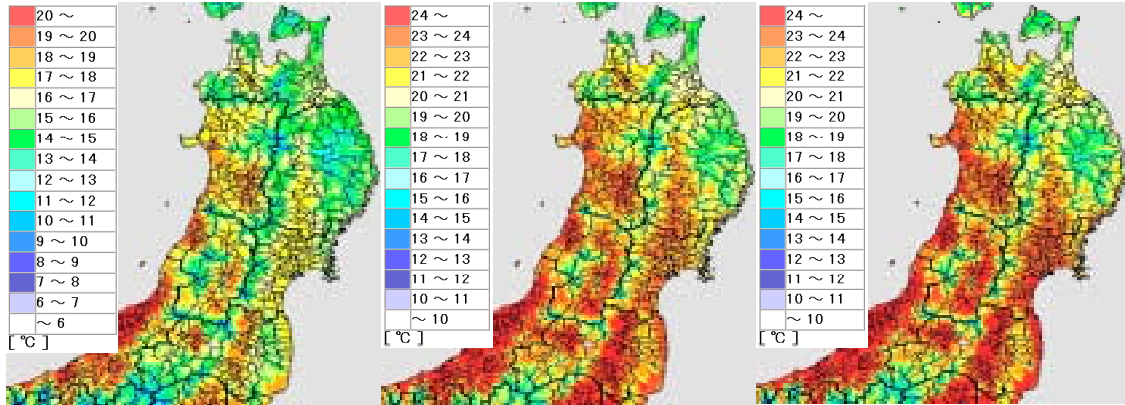 20 ～
19 ～ 20
18 ～ 19
17 ～ 18
16 ～ 17
15 ～ 16
14 ～ 15
13 ～ 14
12 ～ 13
11 ～ 12
10 ～ 11
9 ～ 10
8 ～ 9
7 ～ 8
6 ～ 7
～ 6
[ ℃ ]
24 ～
23 ～ 24
22 ～ 23
21 ～ 22
20 ～ 21
19 ～ 20
18 ～ 19
17 ～ 18
16 ～ 17
15 ～ 16
14 ～ 15
13 ～ 14
12 ～ 13
11 ～ 12
10 ～ 11
～ 10
[ ℃ ]
24 ～
23 ～ 24
22 ～ 23
21 ～ 22
20 ～ 21
19 ～ 20
18 ～ 19
17 ～ 18
16 ～ 17
15 ～ 16
14 ～ 15
13 ～ 14
12 ～ 13
11 ～ 12
10 ～ 11
～ 10
[ ℃ ]